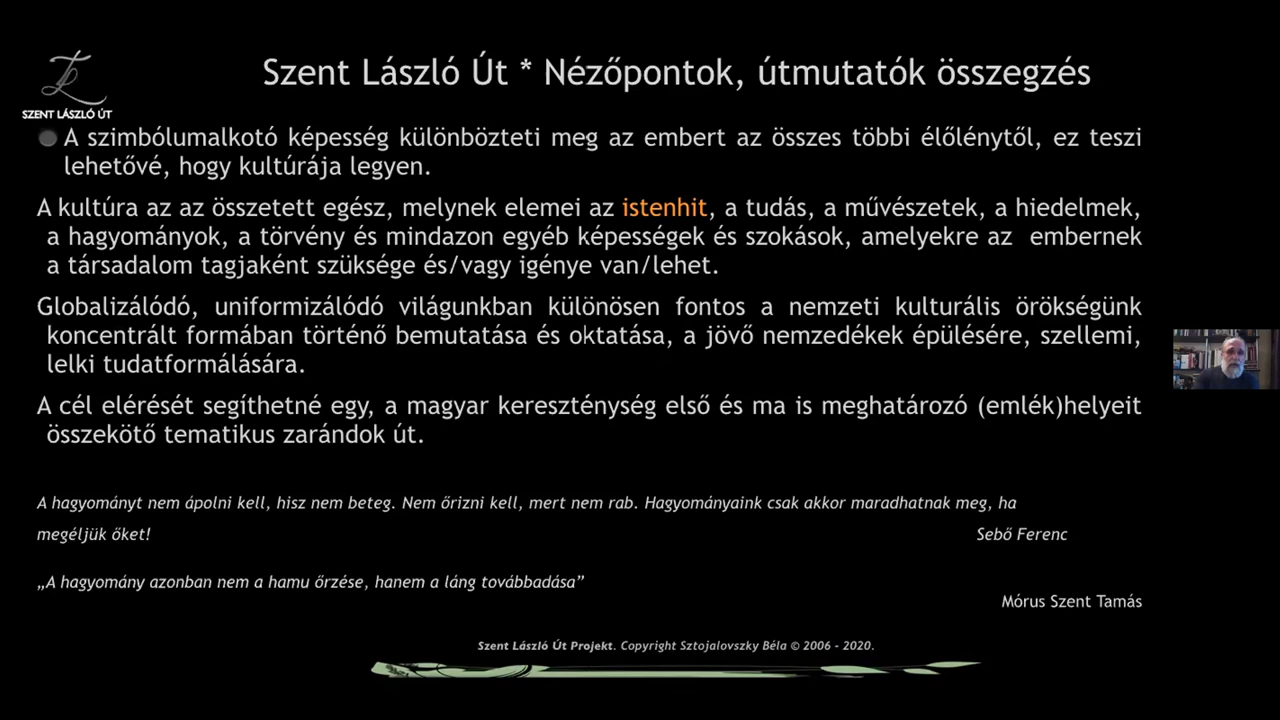 Szent László Út * Nézőpontok, útmutatók összegzés
SZENT LÁSZLÓ ÚT
A szimbólumalkotó képesség különbözteti meg az embert az összes többi élőlénytől, ez teszi
lehetővé, hogy kultúrája legyen.
A kultúra az az összetett egész, melynek elemei az istenhit, a tudás, a művészetek, a hiedelmek,
a hagyományok, a törvény és mindazon egyéb képességek és szokások, amelyekre az embernek
a társadalom tagjaként szüksége és/vagy igénye van/lehet.
Globalizálódó, uniformizálódó világunkban különösen fontos a nemzeti kulturális örökségünk
koncentrált formában történő bemutatása és oktatása, a jövő nemzedékek épülésére, szellemi,
lelki tudatformálására.
A cél elérését segíthetné egy, a magyar kereszténység első és ma is meghatározó (emlék)helyeit
összekötő tematikus zarándok út.
A hagyományt nem ápolni kell, hisz nem beteg. Nem őrizni kell, mert nem rab. Hagyományaink csak akkor maradhatnak meg, ha
megéljük őket! Sebő Ferenc
„A hagyomány azonban nem a hamu őrzése, hanem a láng továbbadása”
Mórus Szent Tamás
Szent László Út Projekt. Copyright Sztojalovszky Béla © 2006 - 2020.